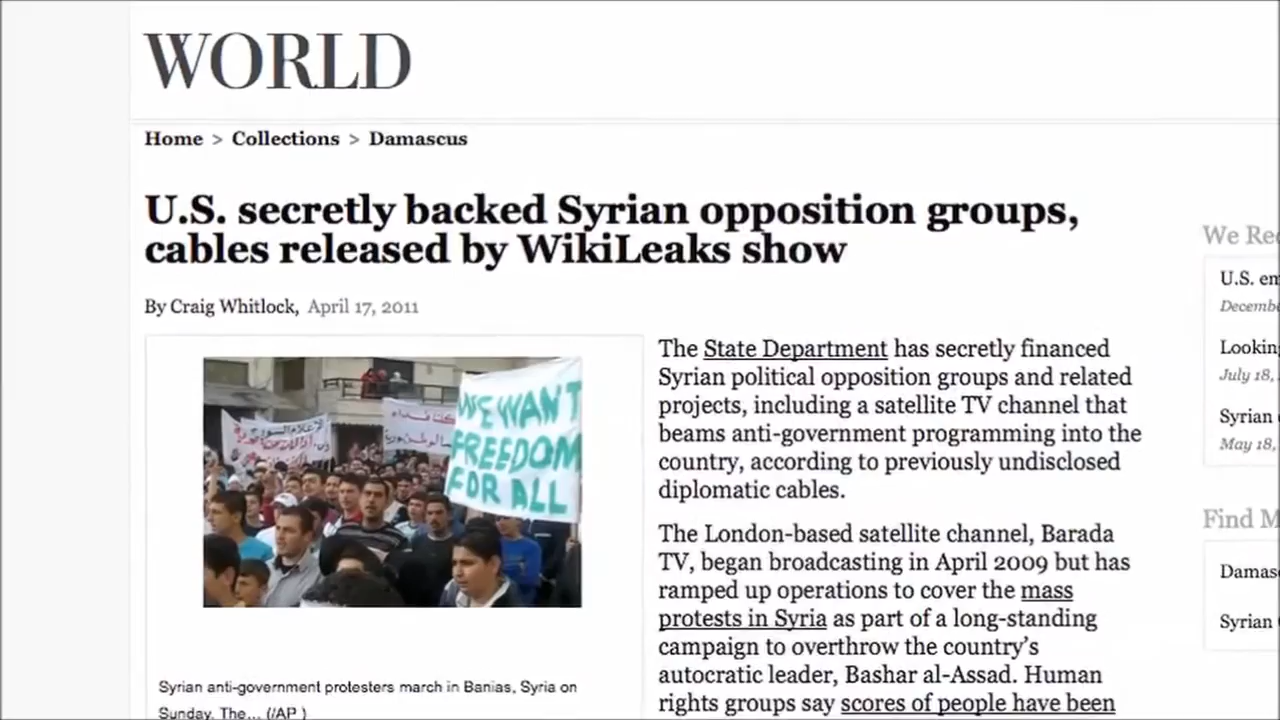 WORLD
Home > Collections > Damascus
U.S. secretly backed Syrian opposition groups,
cables released by WikiLeaks show
By Craig Whitlock, April 17, 2011
WE WANT
FREEDOM
FOR ALL
Syrian anti-government protesters march in Banias, Syria on
Sunday. The... (/AP )
The State Department has secretly financed
Syrian political opposition groups and related
projects, including a satellite TV channel that
beams anti-government programming into the
country, according to previously undisclosed
diplomatic cables.
The London-based satellite channel, Barada
TV, began broadcasting in April 2009 but has
ramped up operations to cover the mass
protests in Syria as part of a long-standing
campaign to overthrow the country's
autocratic leader, Bashar al-Assad. Human
rights groups say scores of people have been
We
U.S.
July 18,
Syrian
May 18,
Find
Syrian